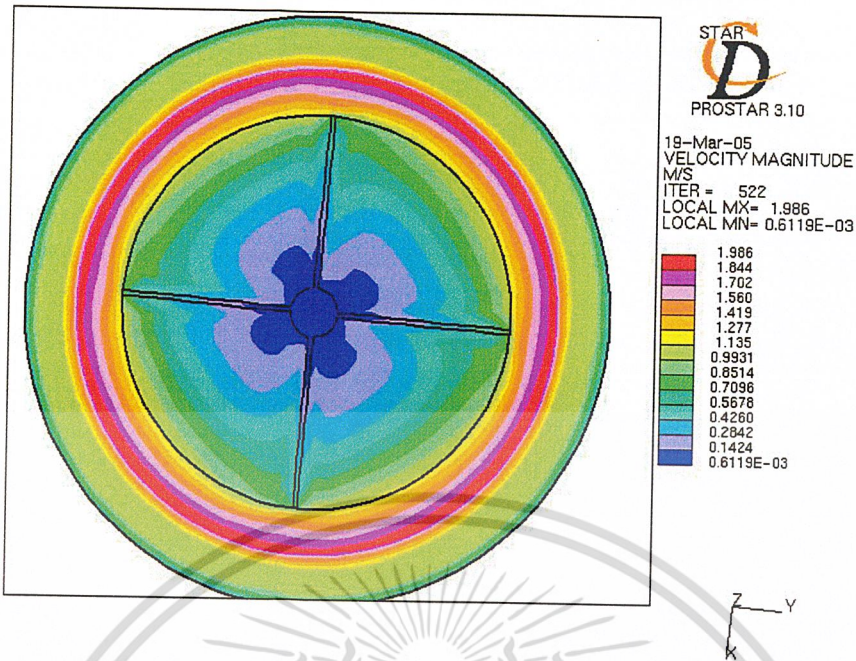 STAR
CD
PROSTAR 3.10
19-Mar-05
VELOCITY MAGNITUDE
M/S
ITER = 522
LOCAL MX= 1.986
LOCAL MN= 0.6119E-03
1.986
1.844
1.702
1.560
1.419
1.277
1.135
0.9931
0.8514
0.7096
0.5678
0.4260
0.2842
0.1424
0.6119E-03
Z
Y
X